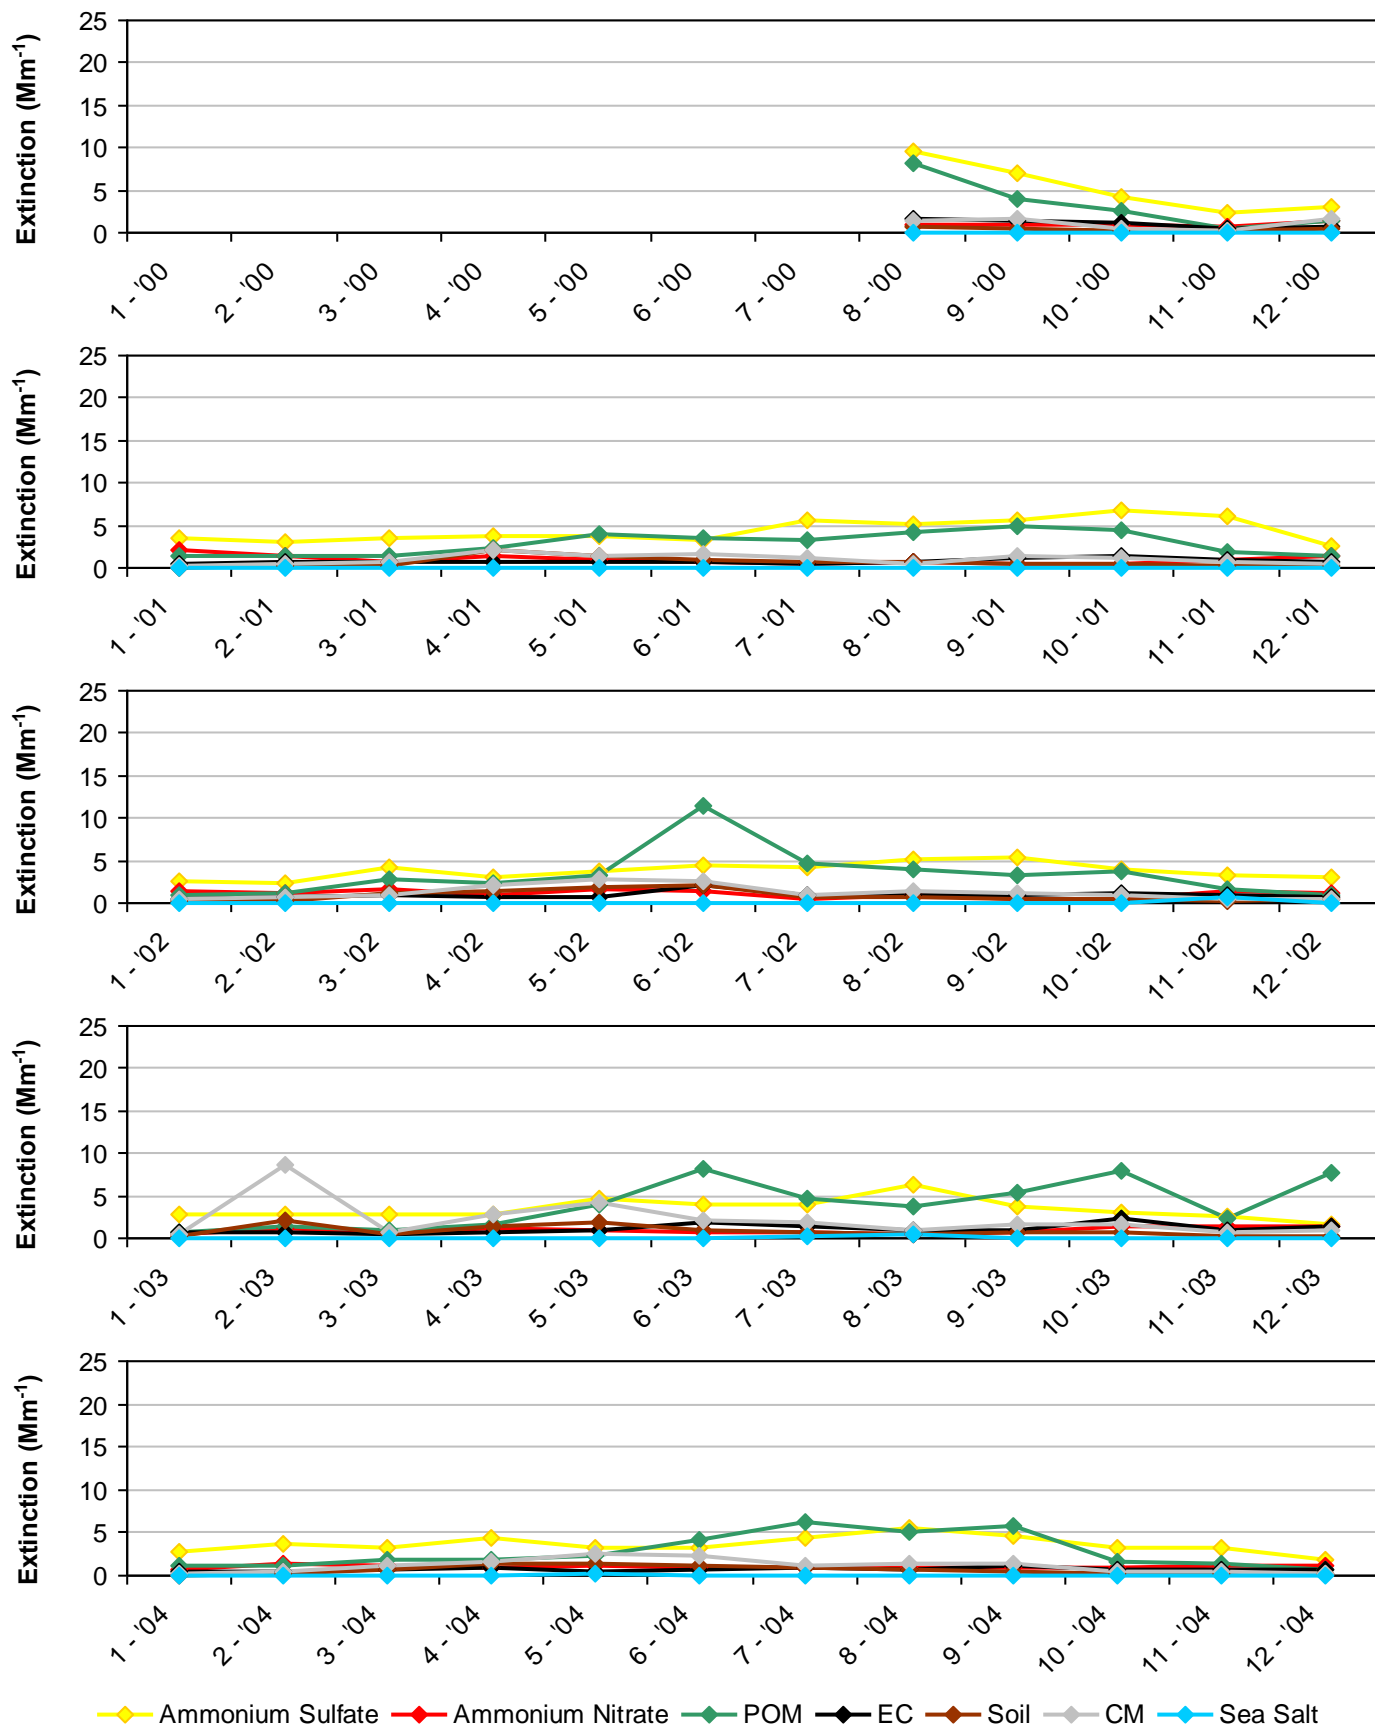 25
20
15
10
5
0
Extinction (Mm-1)
1 - '00 2 - '00 3 - '00 4 - '00 5 - '00 6 - '00 7 - '00 8 - '00 9 - '00 10 - '00 11 - '00 12 - '00
25
20
15
10
5
0
Extinction (Mm-1)
1 - '01 2 - '01 3 - '01 4 - '01 5 - '01 6 - '01 7 - '01 8 - '01 9 - '01 10 - '01 11 - '01 12 - '01
25
20
15
10
5
0
Extinction (Mm-1)
1 - '02 2 - '02 3 - '02 4 - '02 5 - '02 6 - '02 7 - '02 8 - '02 9 - '02 10 - '02 11 - '02 12 - '02
25
20
15
10
5
0
Extinction (Mm-1)
1 - '03 2 - '03 3 - '03 4 - '03 5 - '03 6 - '03 7 - '03 8 - '03 9 - '03 10 - '03 11 - '03 12 - '03
25
20
15
10
5
0
Extinction (Mm-1)
1 - '04 2 - '04 3 - '04 4 - '04 5 - '04 6 - '04 7 - '04 8 - '04 9 - '04 10 - '04 11 - '04 12 - '04
Ammonium Sulfate Ammonium Nitrate POM EC Soil CM Sea Salt